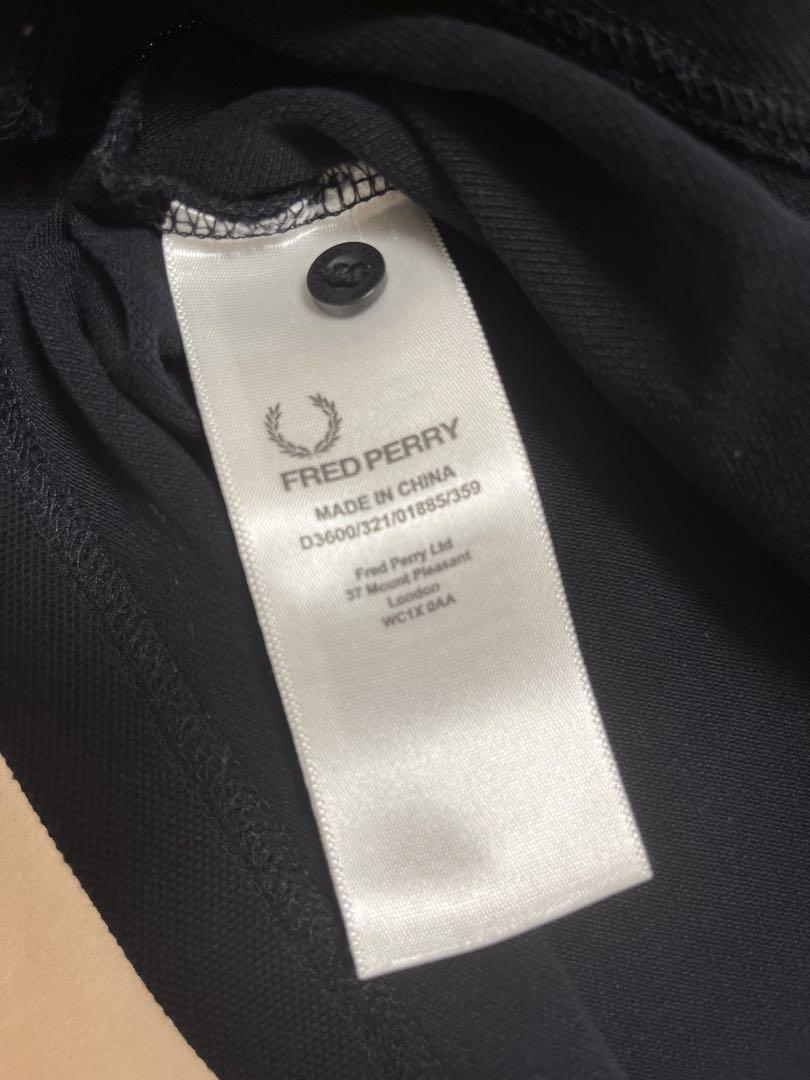 FRED PERRY
MADE IN CHINA
D3600/321/01885/359
Fred Perry Ltd
37 Mount Pleasant
London
WC1X 0AA